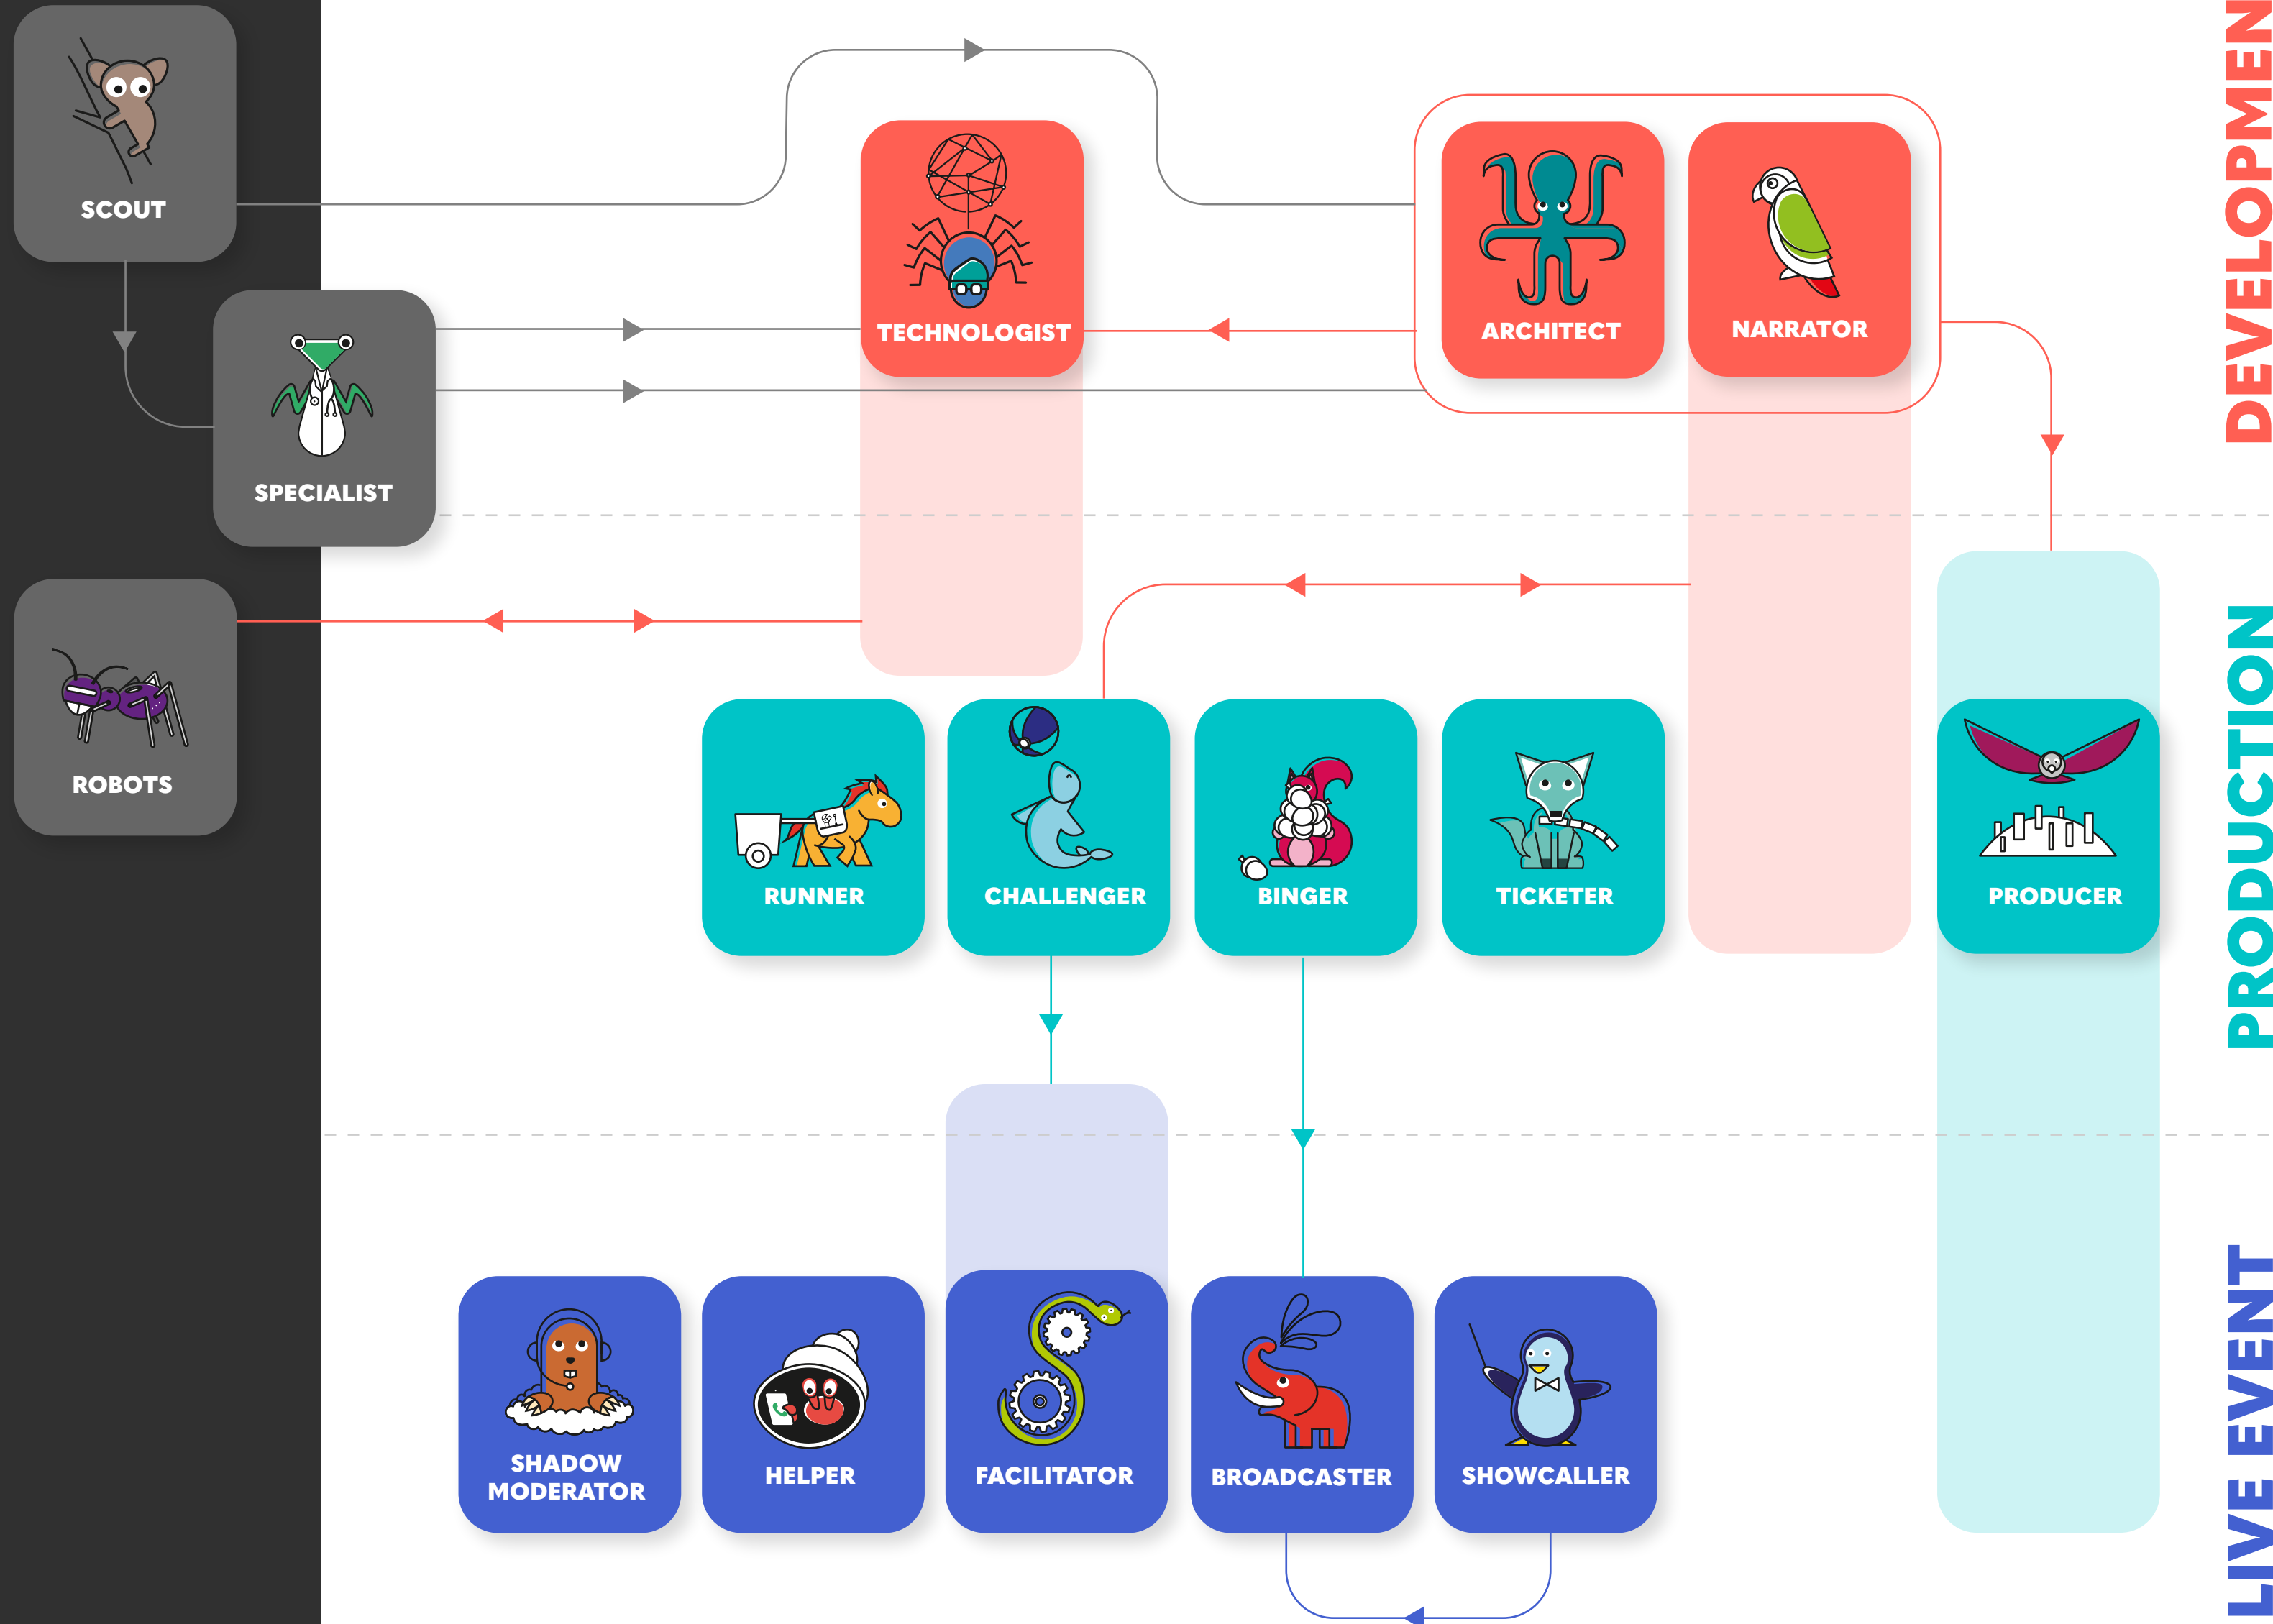 SCOUT
TECHNOLOGIST
ARCHITECT
NARRATOR
SPECIALIST
DEVELOPMEN
ROBOTS
RUNNER
CHALLENGER
BINGER
TICKETER
PRODUCER
PRODUCTION
SHADOW
MODERATOR
HELPER
FACILITATOR
BROADCASTER
SHOWCALLER
LIVE EVENT